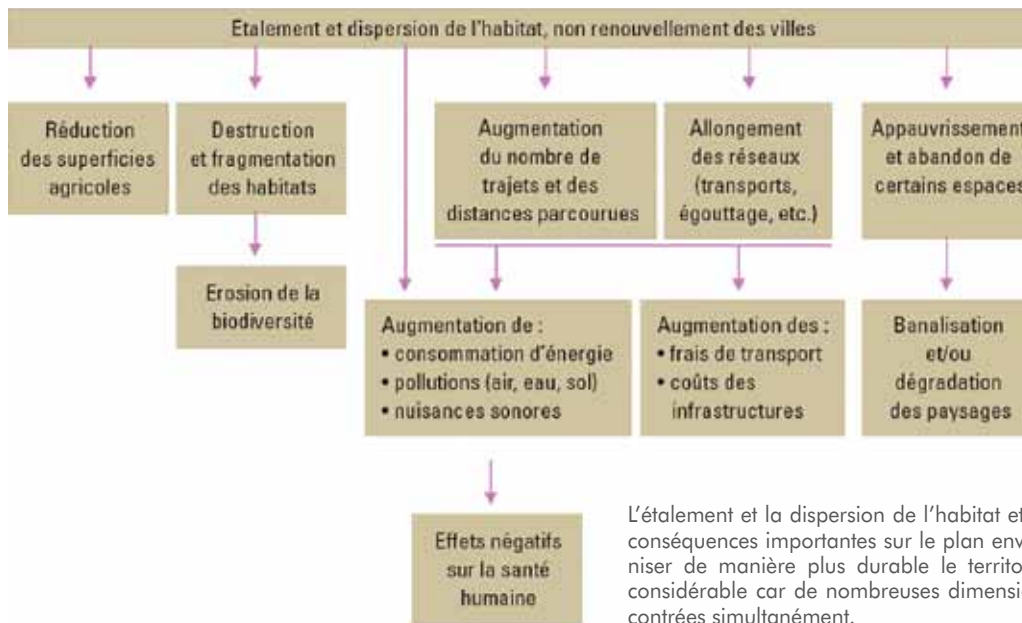 Etalement et dispersion de l'habitat, non renouvellement des villes
Réduction
des superficies
agricoles
Destruction
et fragmentation
des habitats
Augmentation
du nombre de
trajets et des
distances parcourues
Allongement
des réseaux
(transports,
égouttage, etc.)
Appauvrissement
et abandon de
certains espaces
Erosion de la
biodiversité
Augmentation de :
• consommation d'énergie
• pollutions (air, eau, sol)
• nuisances sonores
Augmentation des :
• frais de transport
• coûts des
infrastructures
Banalisation
et/ou
dégradation
des paysages
Effets négatifs
sur la santé
humaine
L'étalement et la dispersion de l'habitat et
conséquences importantes sur le plan env
niser de manière plus durable le territo
considérable car de nombreuses dimensi
contrées simultanément.